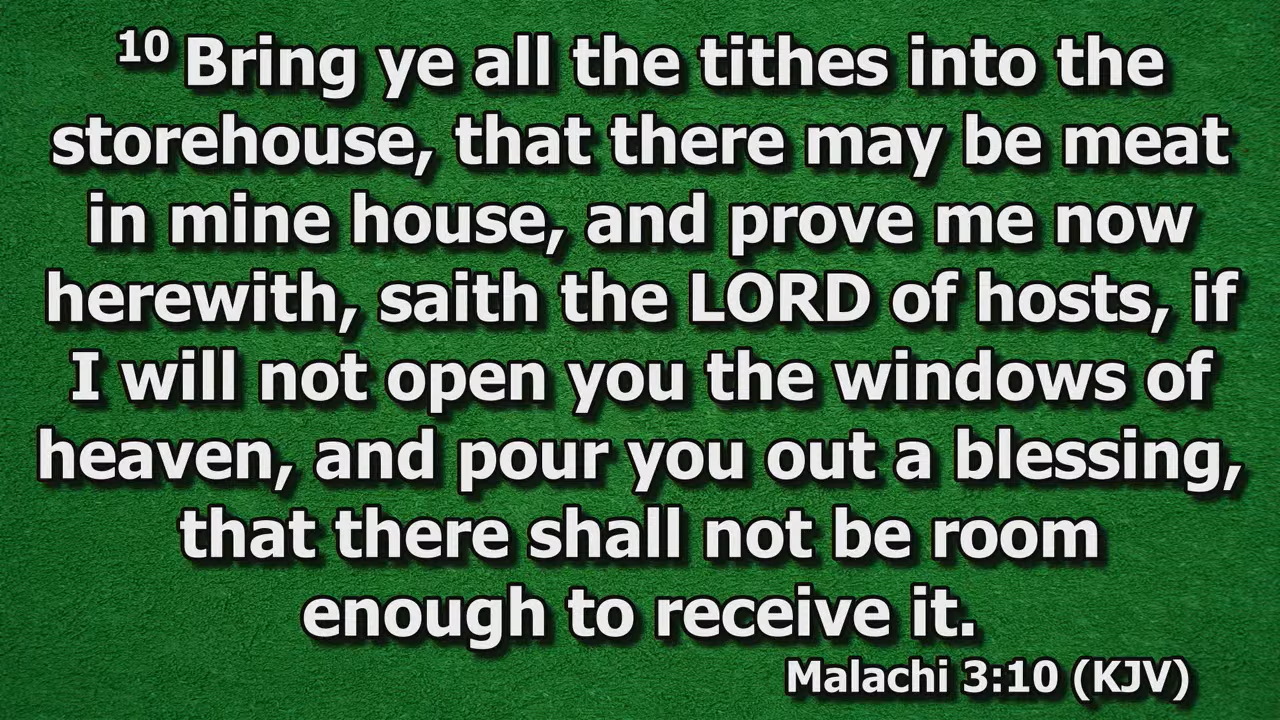 10 Bring ye all the tithes into the
storehouse, that there may be meat
in mine house, and prove me now
herewith, saith the LORD of hosts, if
I will not open you the windows of
heaven, and pour you out a blessing,
that there shall not be room
enough to receive it.
Malachi 3:10 (KJV)